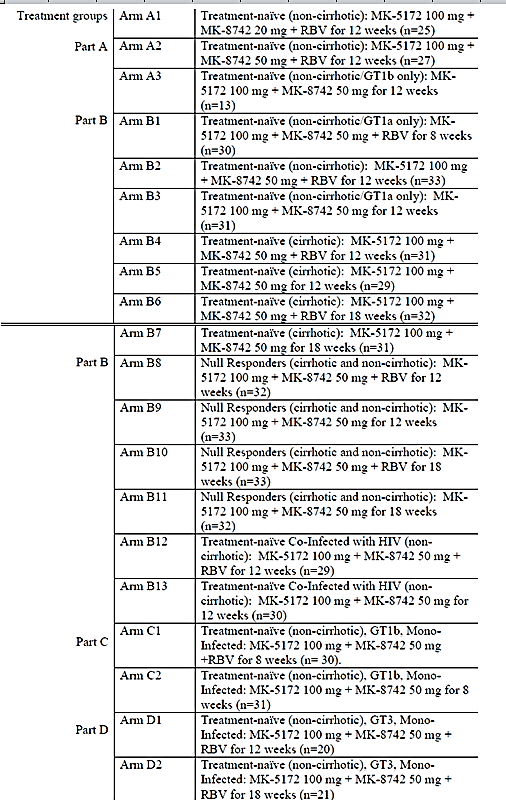 Treatment groups Arm A1 Treatment-naïve (non-cirrhotic): MK-5172 100 mg +
MK-8742 20 mg + RBV for 12 weeks (n=25)
Part A Arm A2 Treatment-naïve (non-cirrhotic): MK-5172 100 mg +
MK-8742 50 mg + RBV for 12 weeks (n=27)
Arm A3 Treatment-naïve (non-cirrhotic/GT1b only): MK-
5172 100 mg + MK-8742 50 mg for 12 weeks
(n=13)
Part B Arm B1 Treatment-naïve (non-cirrhotic/GT1a only): MK-
5172 100 mg + MK-8742 50 mg + RBV for 8 weeks
(n=30)
Arm B2 Treatment-naïve (non-cirrhotic): MK-5172 100 mg
+ MK-8742 50 mg + RBV for 12 weeks (n=33)
Arm B3 Treatment-naïve (non-cirrhotic/GT1a only): MK-
5172 100 mg + MK-8742 50 mg for 12 weeks
(n=31)
Arm B4 Treatment-naïve (cirrhotic): MK-5172 100 mg +
MK-8742 50 mg + RBV for 12 weeks (n=31)
Arm B5 Treatment-naïve (cirrhotic): MK-5172 100 mg +
MK-8742 50 mg for 12 weeks (n=29)
Arm B6 Treatment-naïve (cirrhotic): MK-5172 100 mg +
MK-8742 50 mg + RBV for 18 weeks (n=32)
Arm B7 Treatment-naïve (cirrhotic): MK-5172 100 mg +
MK-8742 50 mg for 18 weeks (n=31)
Part B Arm B8 Null Responders (cirrhotic and non-cirrhotic): MK-
5172 100 mg + MK-8742 50 mg + RBV for 12
weeks (n=32)
Arm B9 Null Responders (cirrhotic and non-cirrhotic): MK-
5172 100 mg + MK-8742 50 mg for 12 weeks
(n=33)
Arm B10 Null Responders (cirrhotic and non-cirrhotic): MK-
5172 100 mg + MK-8742 50 mg + RBV for 18
weeks (n=33)
Arm B11 Null Responders (cirrhotic and non-cirrhotic): MK-
5172 100 mg + MK-8742 50 mg for 18 weeks
(n=32)
Arm B12 Treatment-naïve Co-Infected with HIV (non-
cirrhotic): MK-5172 100 mg + MK-8742 50 mg +
RBV for 12 weeks (n=29)
Arm B13 Treatment-naïve Co-Infected with HIV (non-
cirrhotic): MK-5172 100 mg + MK-8742 50 mg for
12 weeks (n=30)
Part C Arm C1 Treatment-naïve (non-cirrhotic), GT1b, Mono-
Infected: MK-5172 100 mg + MK-8742 50 mg
+RBV for 8 weeks (n= 30).
Arm C2 Treatment-naïve (non-cirrhotic), GT1b, Mono-
Infected: MK-5172 100 mg + MK-8742 50 mg for 8
weeks (n=31)
Part D Arm D1 Treatment-naïve (non-cirrhotic), GT3, Mono-
Infected: MK-5172 100 mg + MK-8742 50 mg +
RBV for 12 weeks (n=20)
Arm D2 Treatment-naïve (non-cirrhotic), GT3, Mono-
Infected: MK-5172 100 mg + MK-8742 50 mg +
RBV for 18 weeks (n=21)